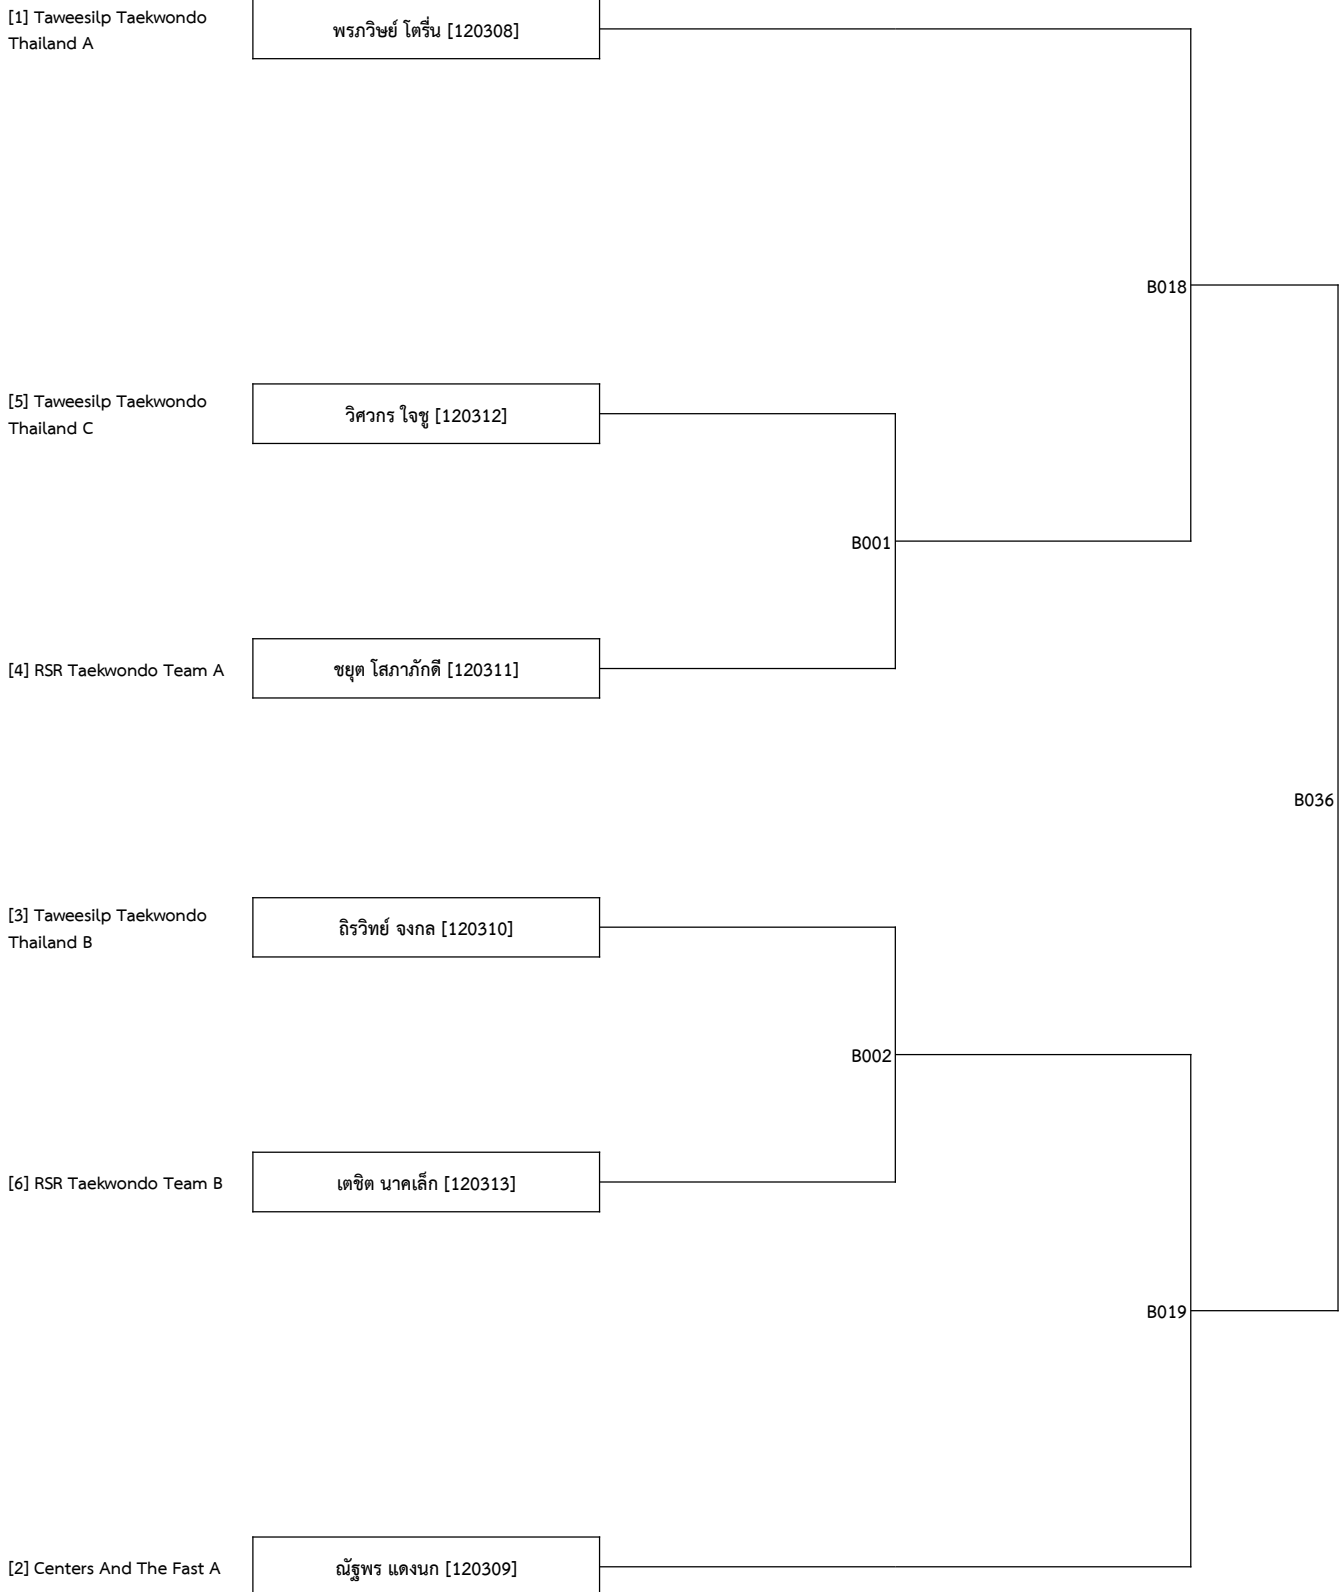 [1] Taweesilp Taekwondo
Thailand A
พรภวิษย์ โตรื่น [120308]
B018
[5] Taweesilp Taekwondo
Thailand C
วิศวกร ใจชู [120312]
B001
[4] RSR Taekwondo Team A
ชยุต โสภาภักดี [120311]
B036
[3] Taweesilp Taekwondo
Thailand B
ถิรวิทย์ จงกล [120310]
B002
[6] RSR Taekwondo Team B
เตชิต นาคเล็ก [120313]
B019
[2] Centers And The Fast A
ณัฐพร แดงนก [120309]